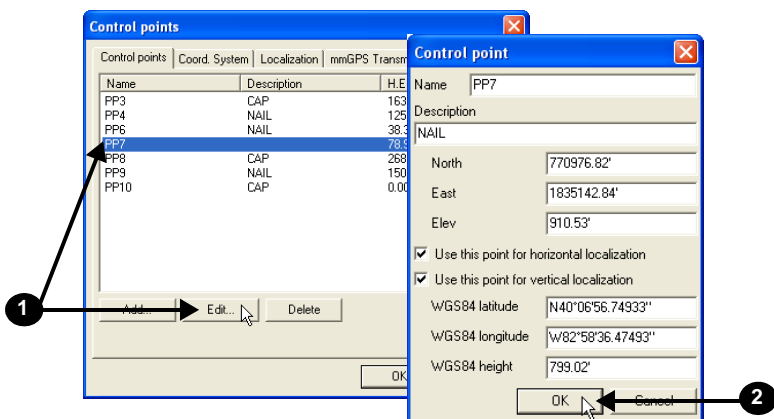 Control points
Control points Coord. System Localization mmGPS
Name Description
PP3 CAP 163
PP4 NAIL 125
PP6 NAIL 38.3
PP7 78.9
PP8 CAP 268
PP9 NAIL 150
PP10 CAP 0.00
Add... Edit... Delete
OK
Control point
Name PP7
Description
NAIL
North 770976.82'
East 1835142.84'
Elev 910.53'
Use this point for horizontal localization
Use this point for vertical localization
WGS84 latitude N40°06'56.74933''
WGS84 longitude W82°58'36.47493''
WGS84 height 799.02'
OK Cancel
1
2